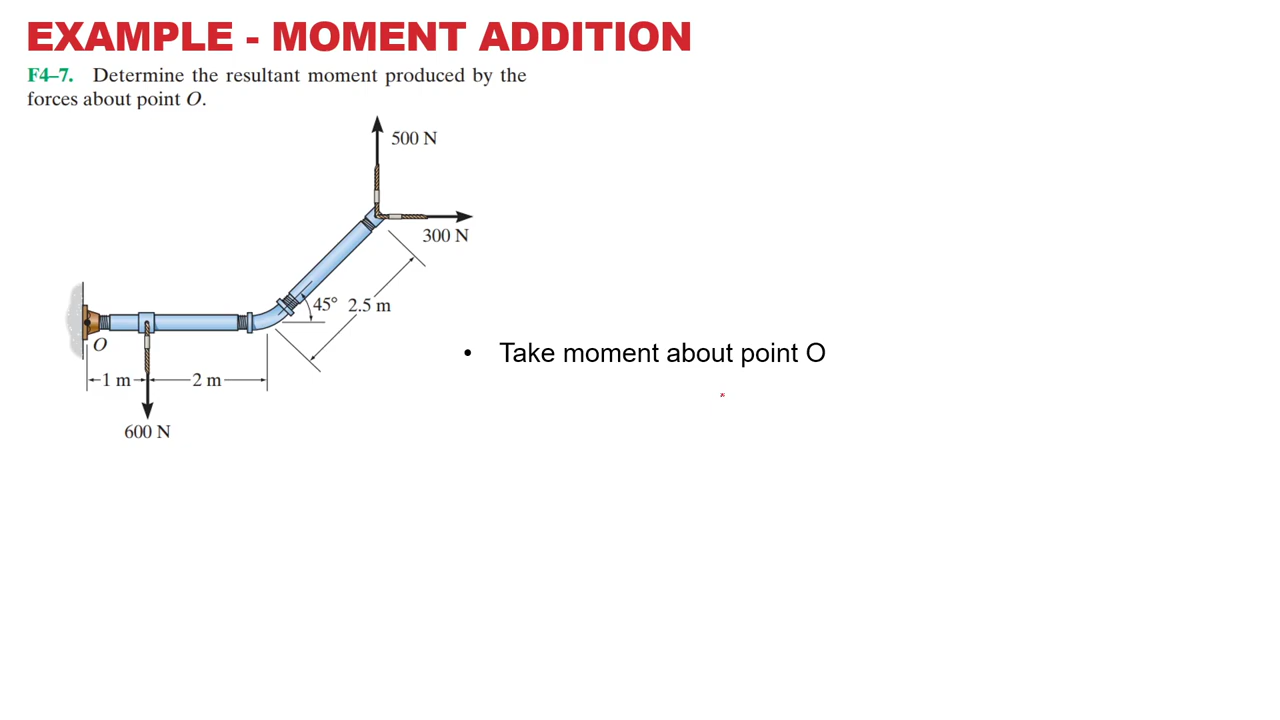 EXAMPLE - MOMENT ADDITION
F4–7. Determine the resultant moment produced by the
forces about point O.
500 N
300 N
45° 2.5 m
O
1 m
2 m
600 N
• Take moment about point O